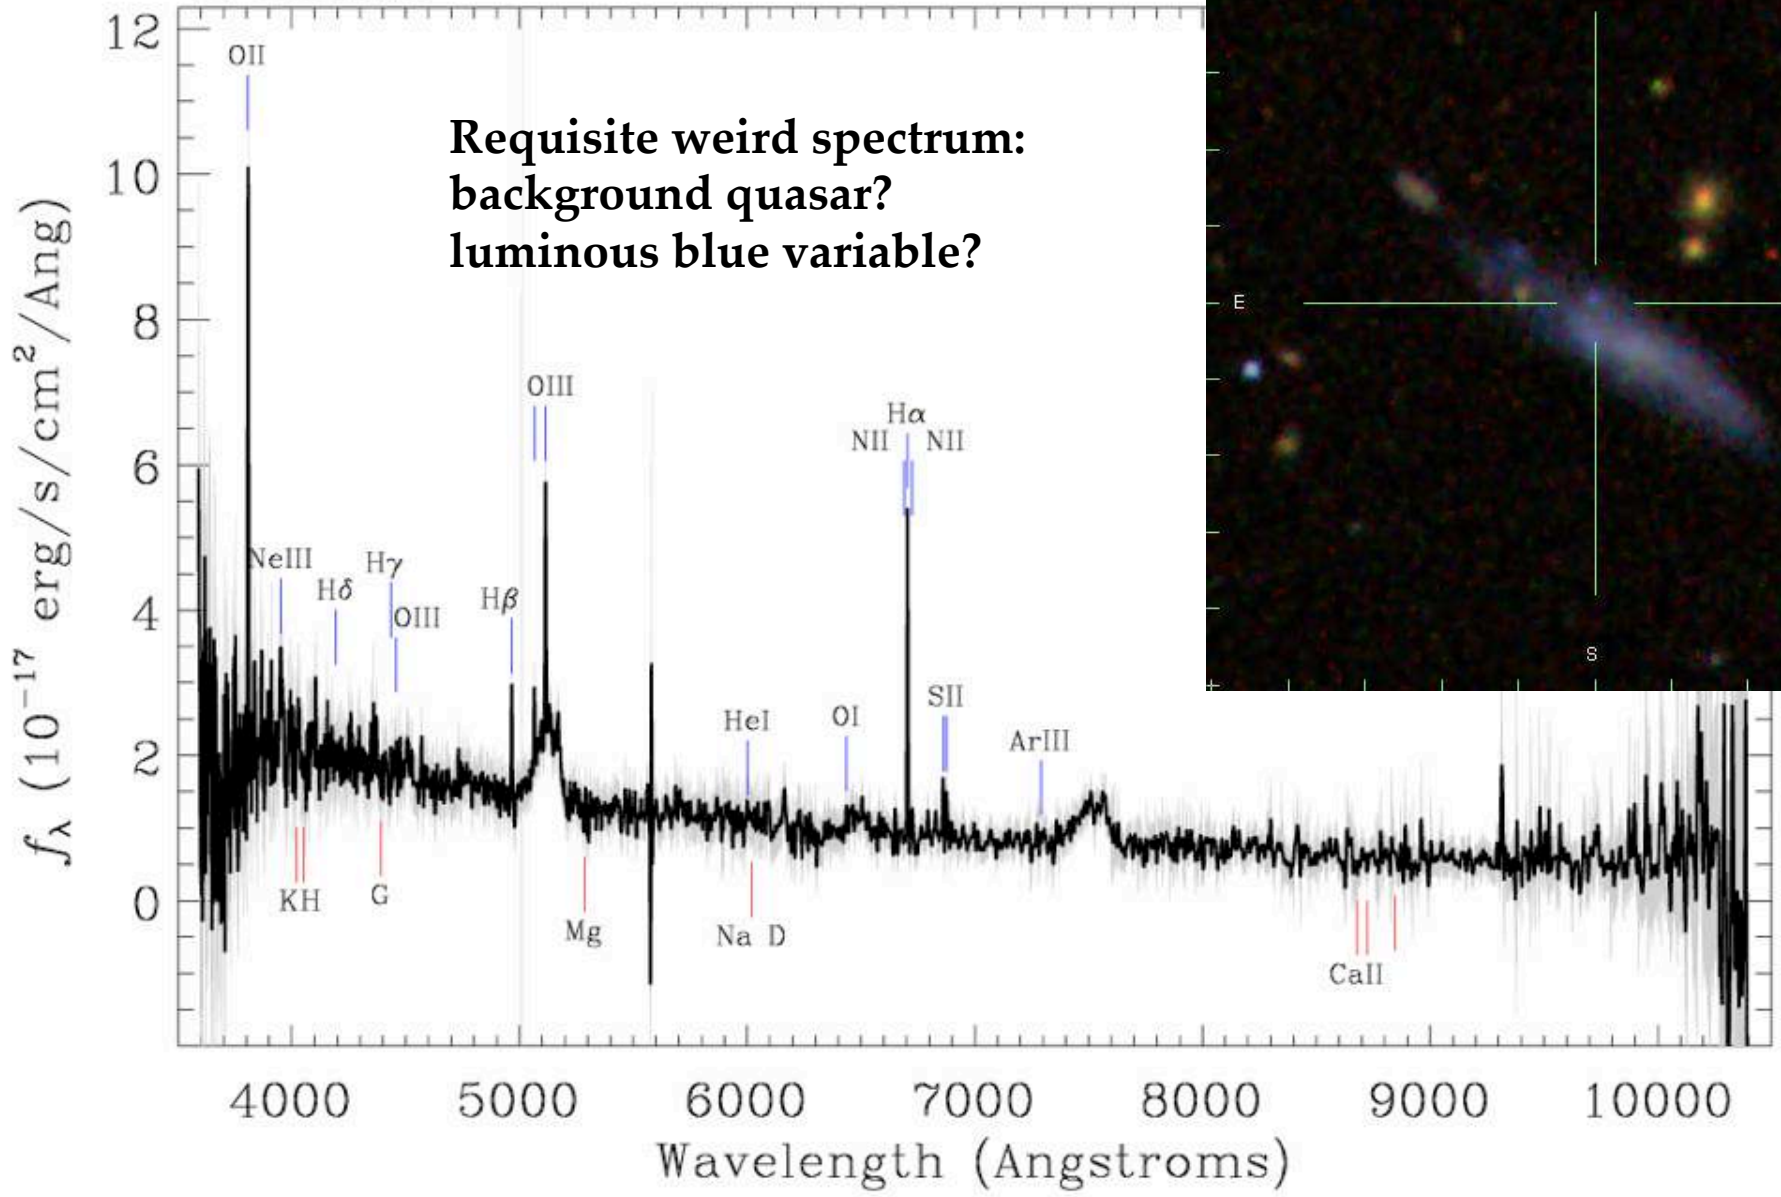 12
10
8
6
4
2
0
f_λ (10⁻¹⁷ erg/s/cm²/Ang)
OII
Requisite weird spectrum:
background quasar?
luminous blue variable?
E
S
OIII
Hα
NII NII
NeIII
Hδ
Hγ
OIII
Hβ
HeI
OI
SII
ArIII
KH
G
Mg
Na D
CaII
4000 5000 6000 7000 8000 9000 10000
Wavelength (Angstroms)